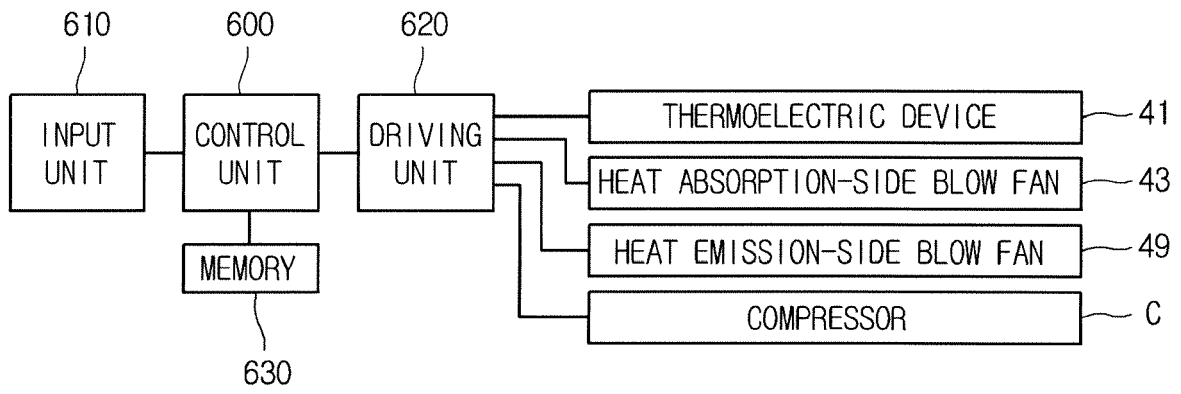 610
600
620
INPUT
UNIT
CONTROL
UNIT
DRIVING
UNIT
THERMOELECTRIC DEVICE
41
HEAT ABSORPTION-SIDE BLOW FAN
43
HEAT EMISSION-SIDE BLOW FAN
49
COMPRESSOR
C
MEMORY
630